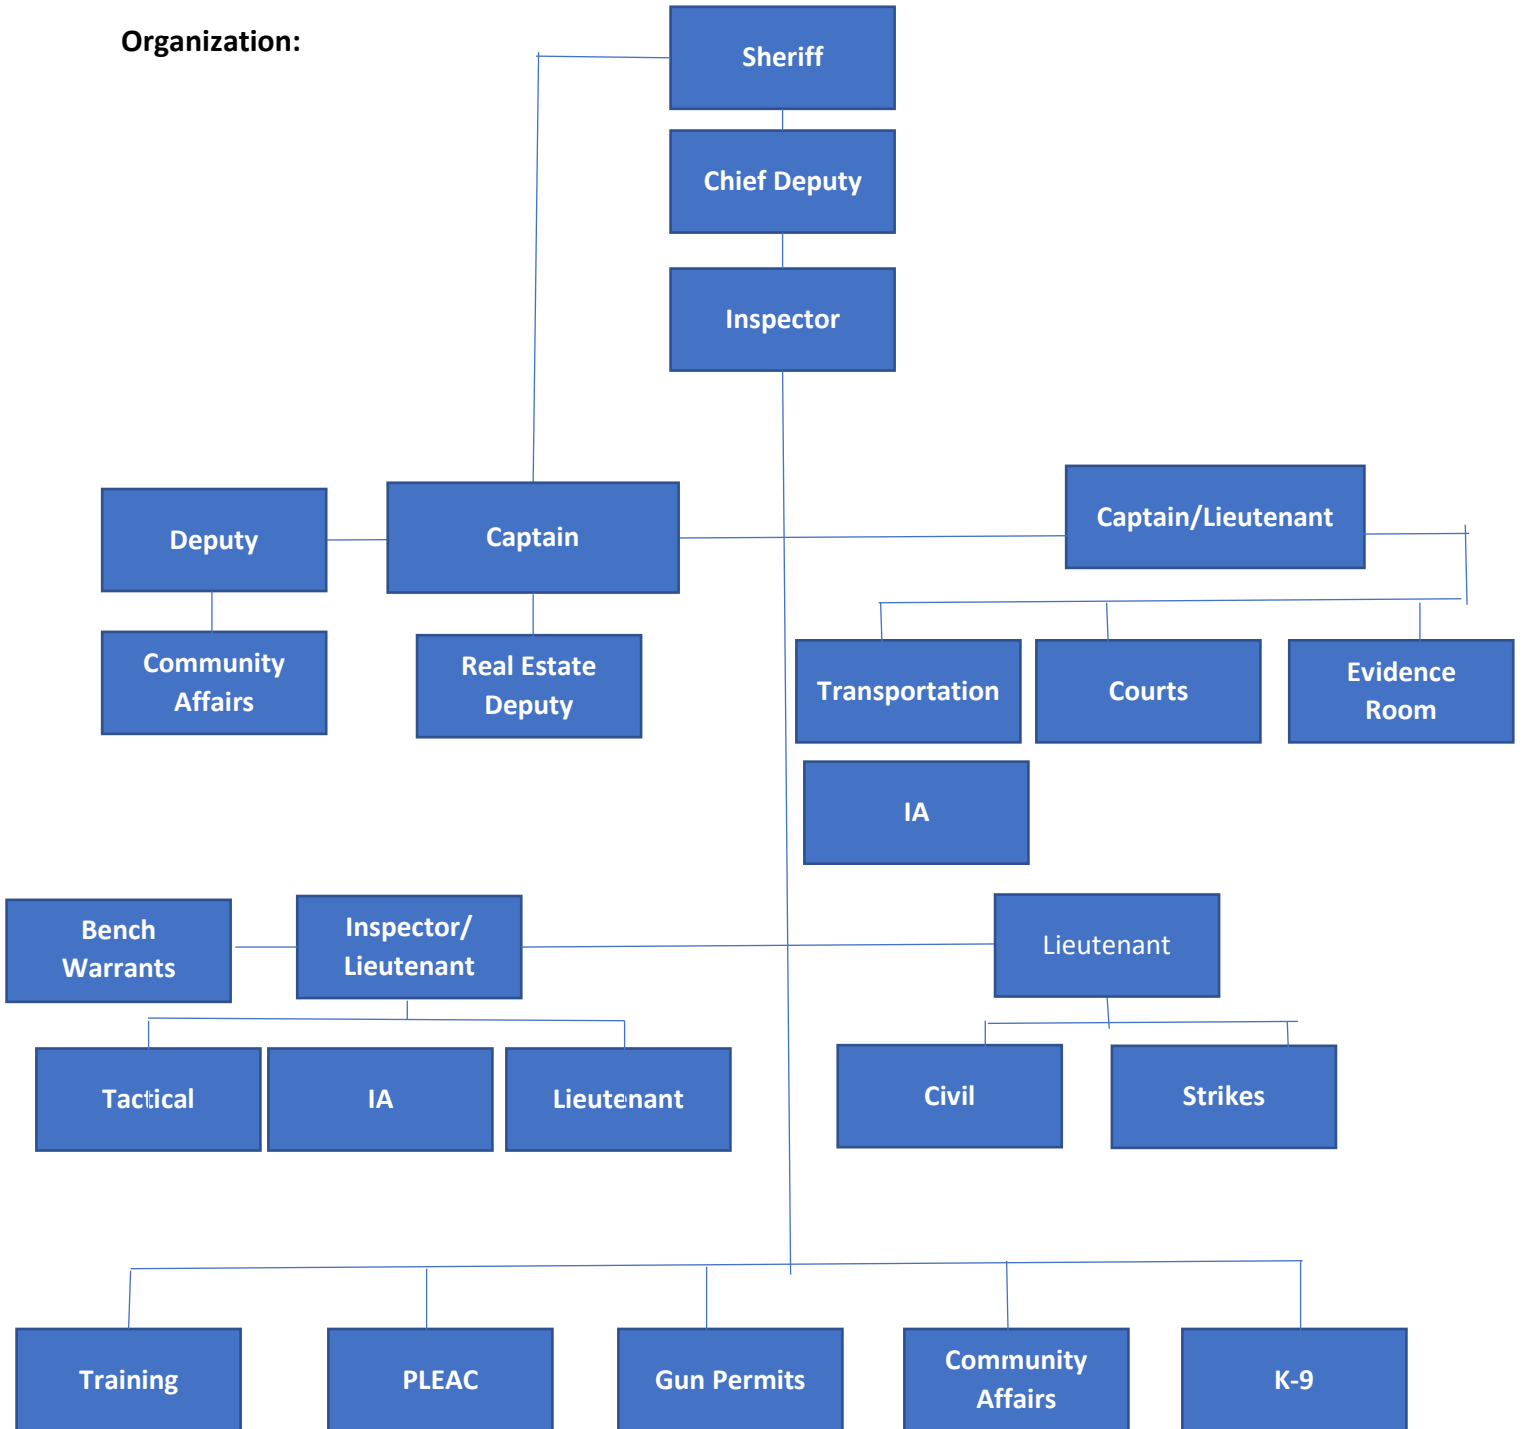 Organization:
Sheriff
Chief Deputy
Inspector
Deputy
Captain
Captain/Lieutenant
Community
Affairs
Real Estate
Deputy
Transportation
Courts
Evidence
Room
IA
Bench
Warrants
Inspector/
Lieutenant
Lieutenant
Tactical
IA
Lieutenant
Civil
Strikes
Training
PLEAC
Gun Permits
Community
Affairs
K-9